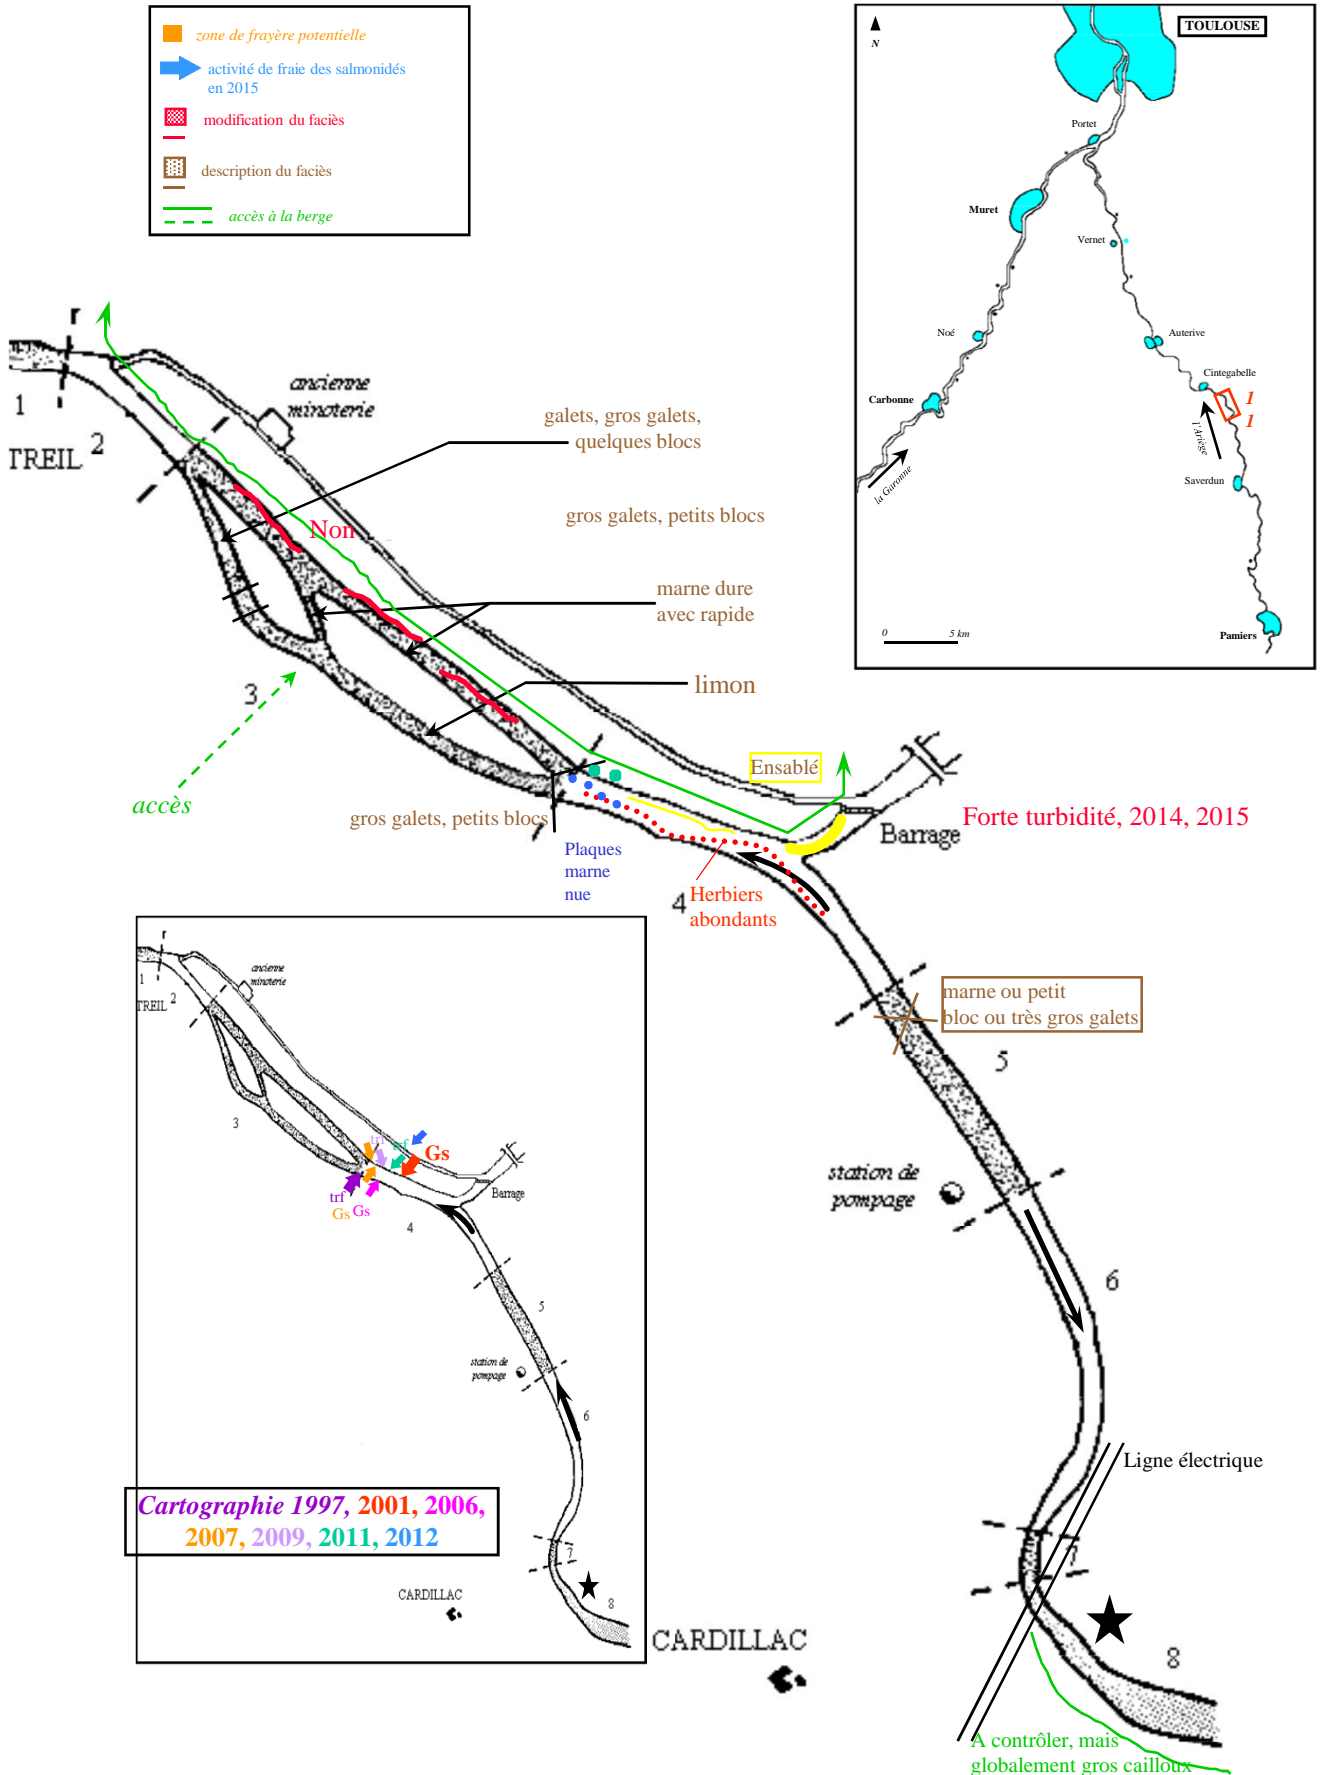 zone de frayère potentielle
activité de fraie des salmonidés
en 2015
modification du faciès
description du faciès
accès à la berge
N
TOULOUSE
Portet
Muret
Vernet
Noé
Auterive
Cintegabelle
Carbonne
1
1
l'Ariège
la Garonne
Saverdun
0
5 km
Pamiers
r
1
TREIL
2
ancienne
minoterie
galets, gros galets,
quelques blocs
Non
gros galets, petits blocs
marne dure
avec rapide
3
limon
accès
Ensablé
gros galets, petits blocs
Barrage
Forte turbidité, 2014, 2015
Plaques
marne
nue
4
Herbiers
abondants
marne ou petit
bloc ou très gros galets
5
station de
pompage
6
Ligne électrique
7
8
CARDILLAC
A contrôler, mais
globalement gros cailloux
r
1
TREIL
2
ancienne
minoterie
3
trf
trf
Gs
trf
Gs
Gs
Barrage
4
5
station de
pompage
6
Cartographie 1997, 2001, 2006,
2007, 2009, 2011, 2012
7
8
CARDILLAC